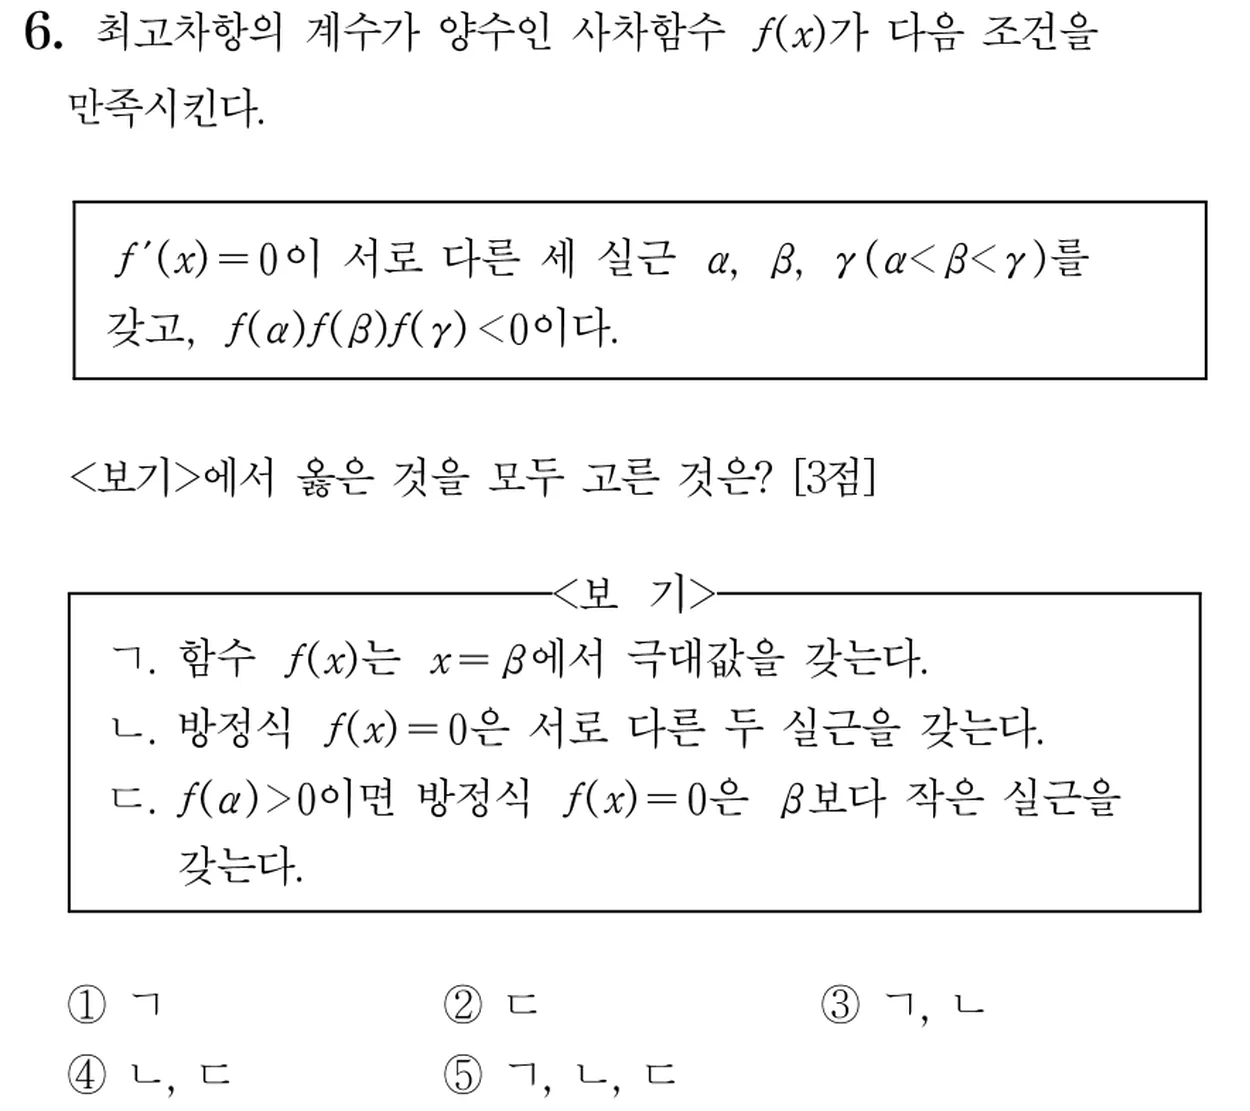 6. 최고차항의 계수가 양수인 사차함수 f(x)가 다음 조건을
만족시킨다.
f′(x)=0이 서로 다른 세 실근 α, β, γ(α<β<γ)를
갖고, f(α)f(β)f(γ)<0이다.
<보기>에서 옳은 것을 모두 고른 것은? [3점]
<보 기>
ㄱ. 함수 f(x)는 x=β에서 극대값을 갖는다.
ㄴ. 방정식 f(x)=0은 서로 다른 두 실근을 갖는다.
ㄷ. f(α)>0이면 방정식 f(x)=0은 β보다 작은 실근을
갖는다.
① ㄱ ② ㄷ ③ ㄱ, ㄴ
④ ㄴ, ㄷ ⑤ ㄱ, ㄴ, ㄷ